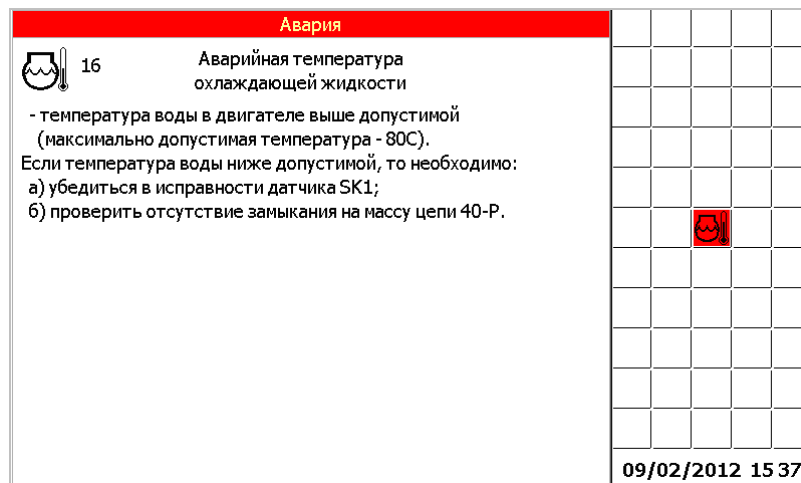 Авария
16 Аварийная температура
охлаждающей жидкости
- температура воды в двигателе выше допустимой
(максимально допустимая температура - 80С).
Если температура воды ниже допустимой, то необходимо:
а) убедиться в исправности датчика SK1;
б) проверить отсутствие замыкания на массу цепи 40-Р.
09/02/2012 15 37